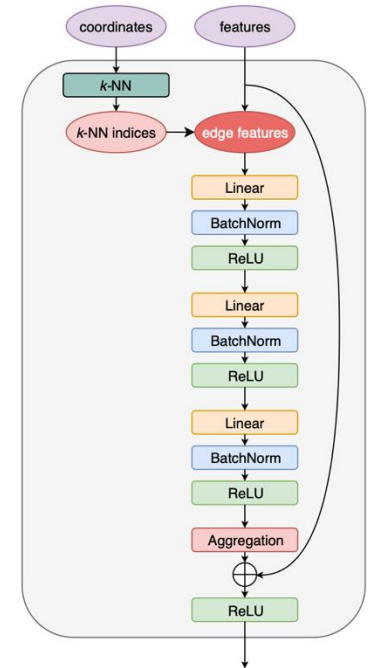 coordinates
features
k-NN
k-NN indices
edge features
Linear
BatchNorm
ReLU
Linear
BatchNorm
ReLU
Linear
BatchNorm
ReLU
Aggregation
ReLU